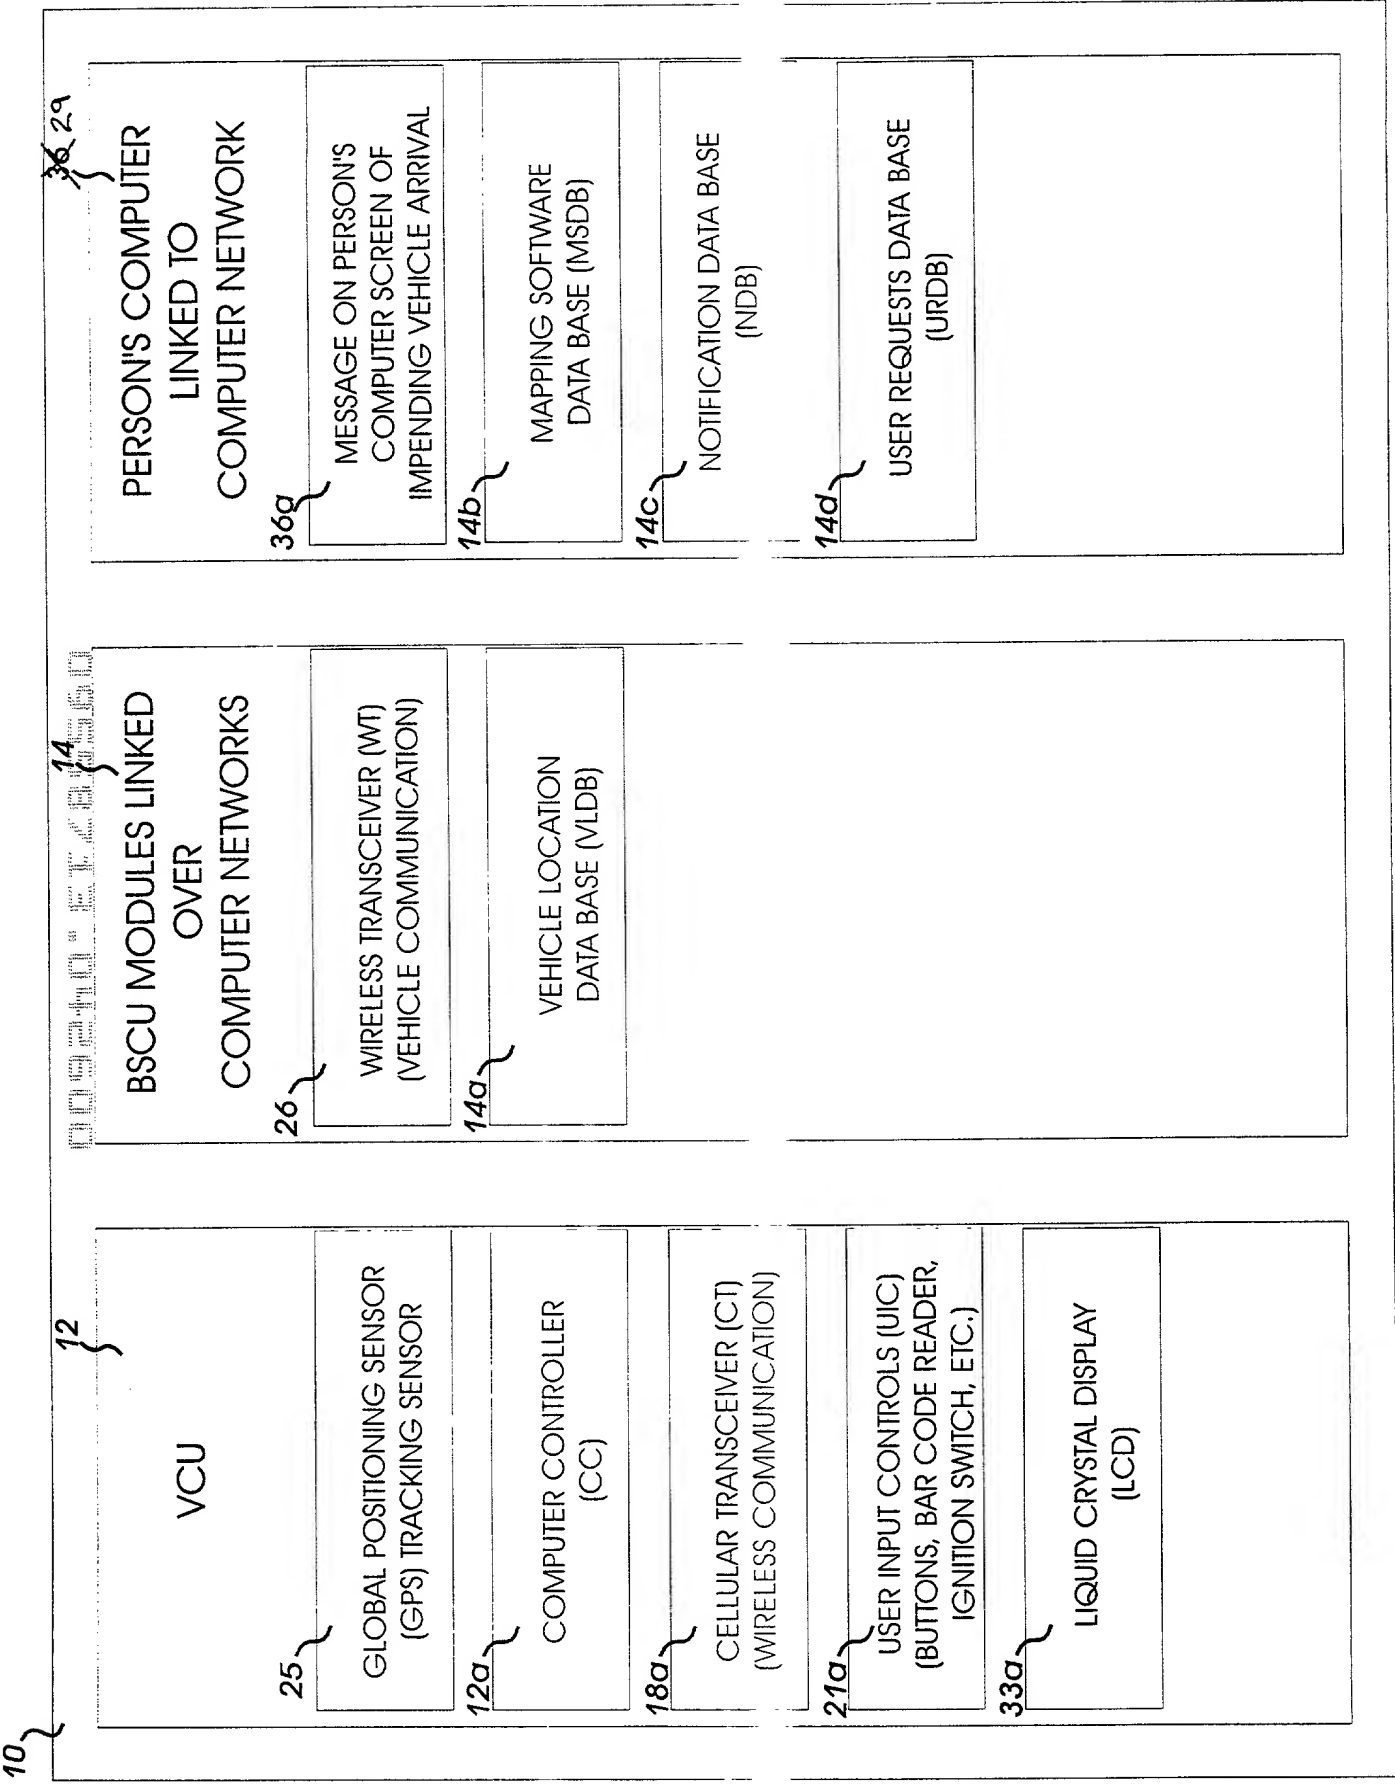 10
12
VCU
25
GLOBAL POSITIONING SENSOR
(GPS) TRACKING SENSOR
12a
COMPUTER CONTROLLER
(CC)
18a
CELLULAR TRANSCEIVER (CT)
(WIRELESS COMMUNICATION)
21a
USER INPUT CONTROLS (UIC)
(BUTTONS, BAR CODE READER,
IGNITION SWITCH, ETC.)
33a
LIQUID CRYSTAL DISPLAY
(LCD)
14
BSCU MODULES LINKED
OVER
COMPUTER NETWORKS
26
WIRELESS TRANSCEIVER (WT)
(VEHICLE COMMUNICATION)
14a
VEHICLE LOCATION
DATA BASE (VLDB)
36 29
PERSON'S COMPUTER
LINKED TO
COMPUTER NETWORK
36a
MESSAGE ON PERSON'S
COMPUTER SCREEN OF
IMPENDING VEHICLE ARRIVAL
14b
MAPPING SOFTWARE
DATA BASE (MSDB)
14c
NOTIFICATION DATA BASE
(NDB)
14d
USER REQUESTS DATA BASE
(URDB)